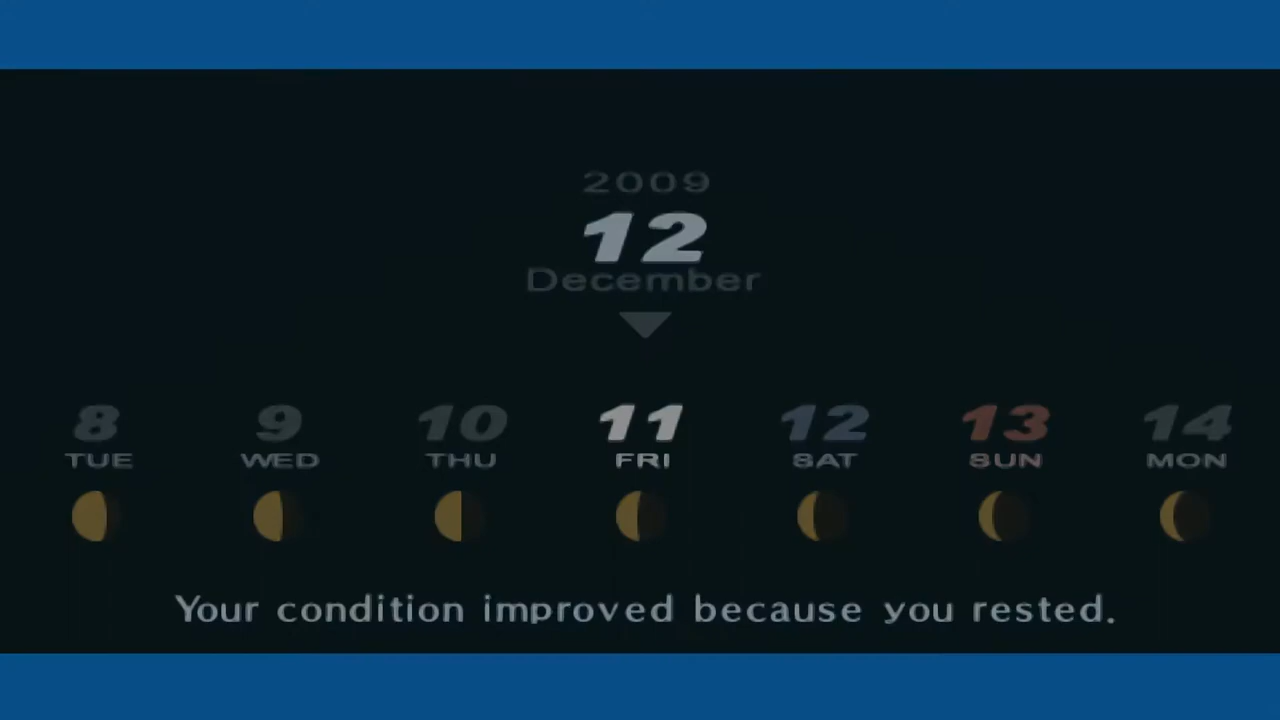 2009
12
December
8 9 10 11 12 13 14
TUE WED THU FRI SAT SUN MON
Your condition improved because you rested.